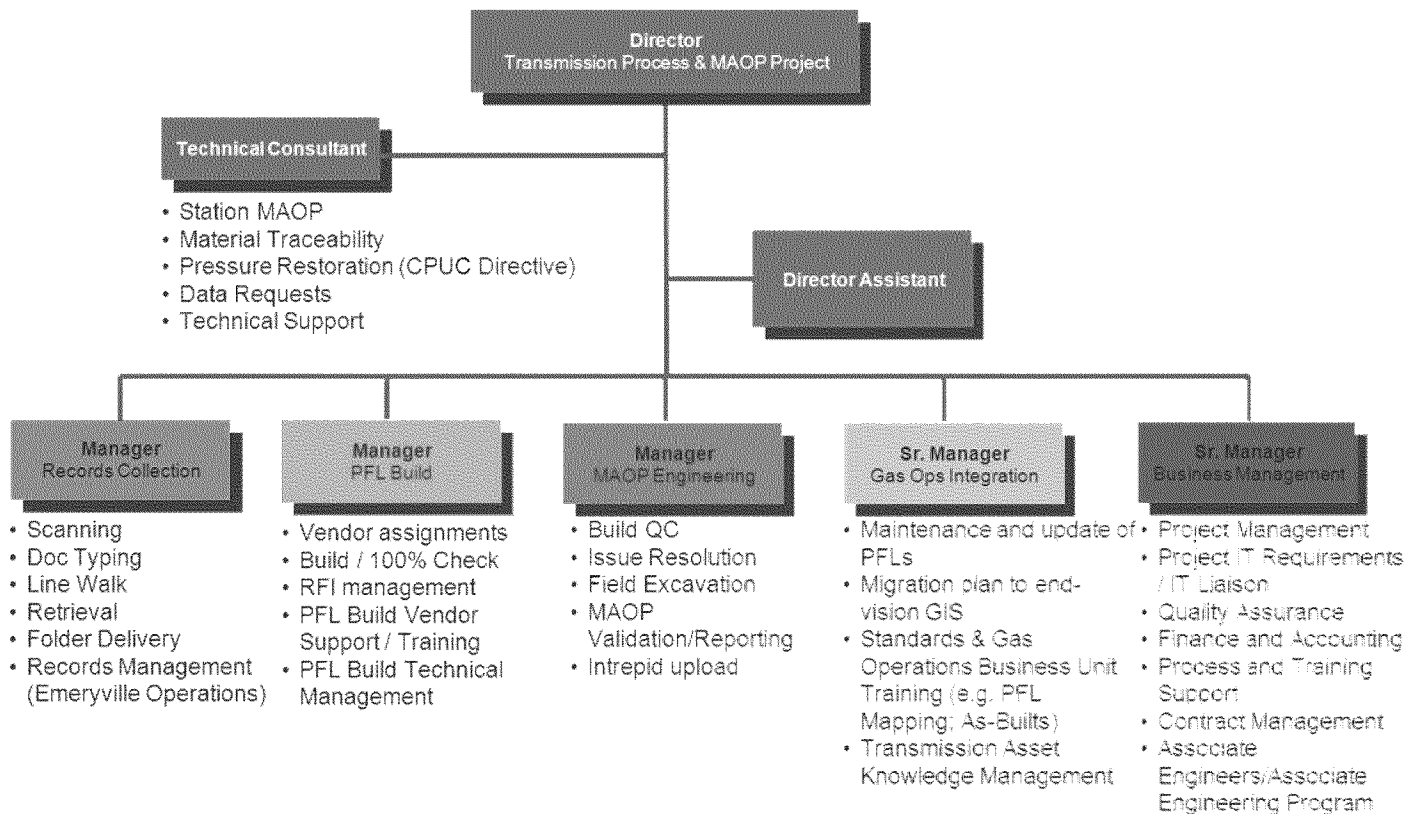 Director
Transmission Process & MAOP Project
Technical Consultant
• Station MAOP
• Material Traceability
• Pressure Restoration (CPUC Directive)
• Data Requests
• Technical Support
Director Assistant
Manager
Records Collection
• Scanning
• Doc Typing
• Line Walk
• Retrieval
• Folder Delivery
• Records Management
(Emeryville Operations)
Manager
PFL Build
• Vendor assignments
• Build / 100% Check
• RFI management
• PFL Build Vendor
Support / Training
• PFL Build Technical
Management
Manager
MAOP Engineering
• Build QC
• Issue Resolution
• Field Excavation
• MAOP
Validation/Reporting
• Intrepid upload
Sr. Manager
Gas Ops Integration
• Maintenance and update of
PFLs
• Migration plan to end-
vision GIS
• Standards & Gas
Operations Business Unit
Training (e.g. PFL
Mapping; As-Builts)
• Transmission Asset
Knowledge Management
Sr. Manager
Business Management
• Project Management
• Project IT Requirements
/ IT Liaison
• Quality Assurance
• Finance and Accounting
• Process and Training
Support
• Contract Management
• Associate
Engineers/Associate
Engineering Program